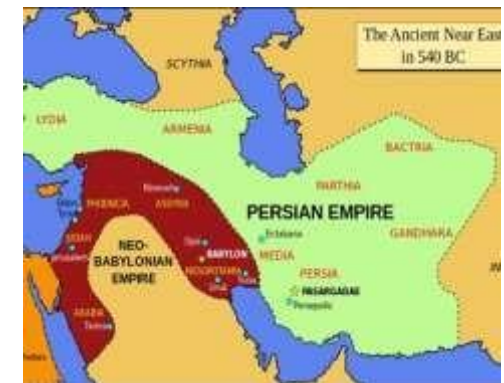 The Ancient Near East
in 540 BC
SCYTHIA
LYDIA
ARMENIA
BACTRIA
PARTHIA
PHOENICIA
ASSYRIA
PERSIAN EMPIRE
GANDHARA
Ectabana
NEO-
BABYLONIAN
EMPIRE
BABYLON
MEDIA
PERSIA
PASARGADAE
Persepolis
ARABIA